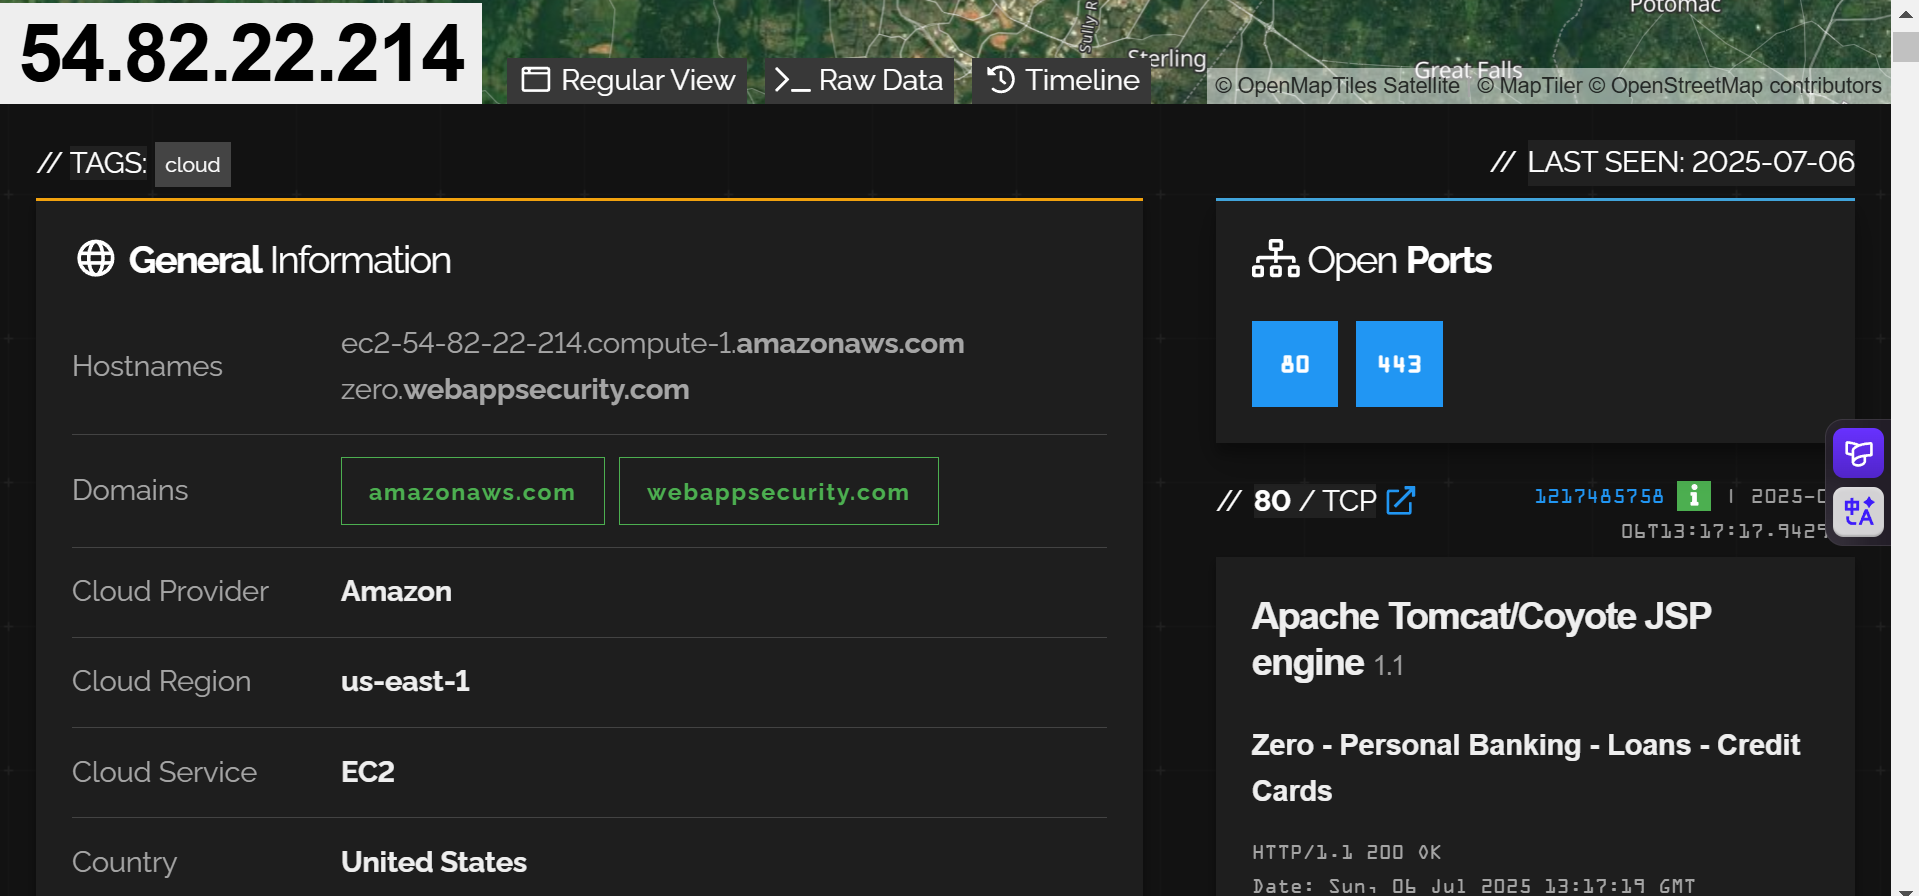 Potomac
Sully R
Sterling
Great Falls
54.82.22.214
Regular View
>_ Raw Data
Timeline
© OpenMapTiles Satellite © MapTiler © OpenStreetMap contributors
// TAGS: cloud
// LAST SEEN: 2025-07-06
General Information
Hostnames
ec2-54-82-22-214.compute-1.amazonaws.com
zero.webappsecurity.com
Domains
amazonaws.com
webappsecurity.com
Cloud Provider
Amazon
Cloud Region
us-east-1
Cloud Service
EC2
Country
United States
Open Ports
80
443
// 80 / TCP
1217485758 i | 2025-0
06T13:17:17.9429
中A
Apache Tomcat/Coyote JSP
engine 1.1
Zero - Personal Banking - Loans - Credit
Cards
HTTP/1.1 200 OK
Date: Sun, 06 Jul 2025 13:17:19 GMT